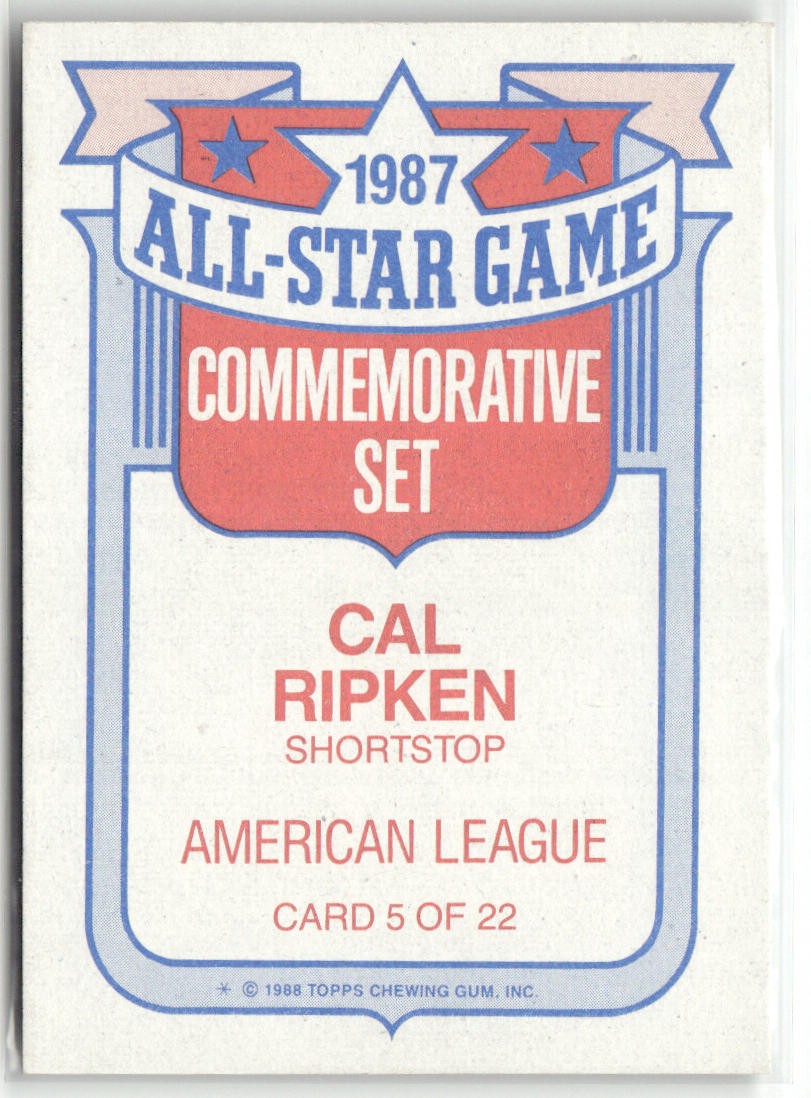 1987
ALL-STAR GAME
COMMEMORATIVE
SET
CAL
RIPKEN
SHORTSTOP
AMERICAN LEAGUE
CARD 5 OF 22
* © 1988 TOPPS CHEWING GUM, INC.